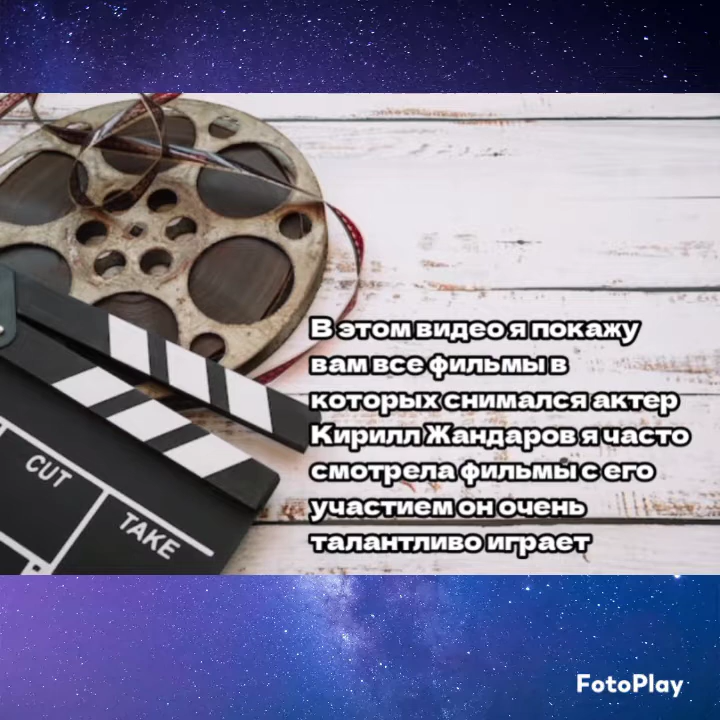 В этом видео я покажу
вам все фильмы в
которых снимался актер
Кирилл Жандаров я часто
смотрела фильмы с его
участием он очень
талантливо играет
CUT
TAKE
FotoPlay